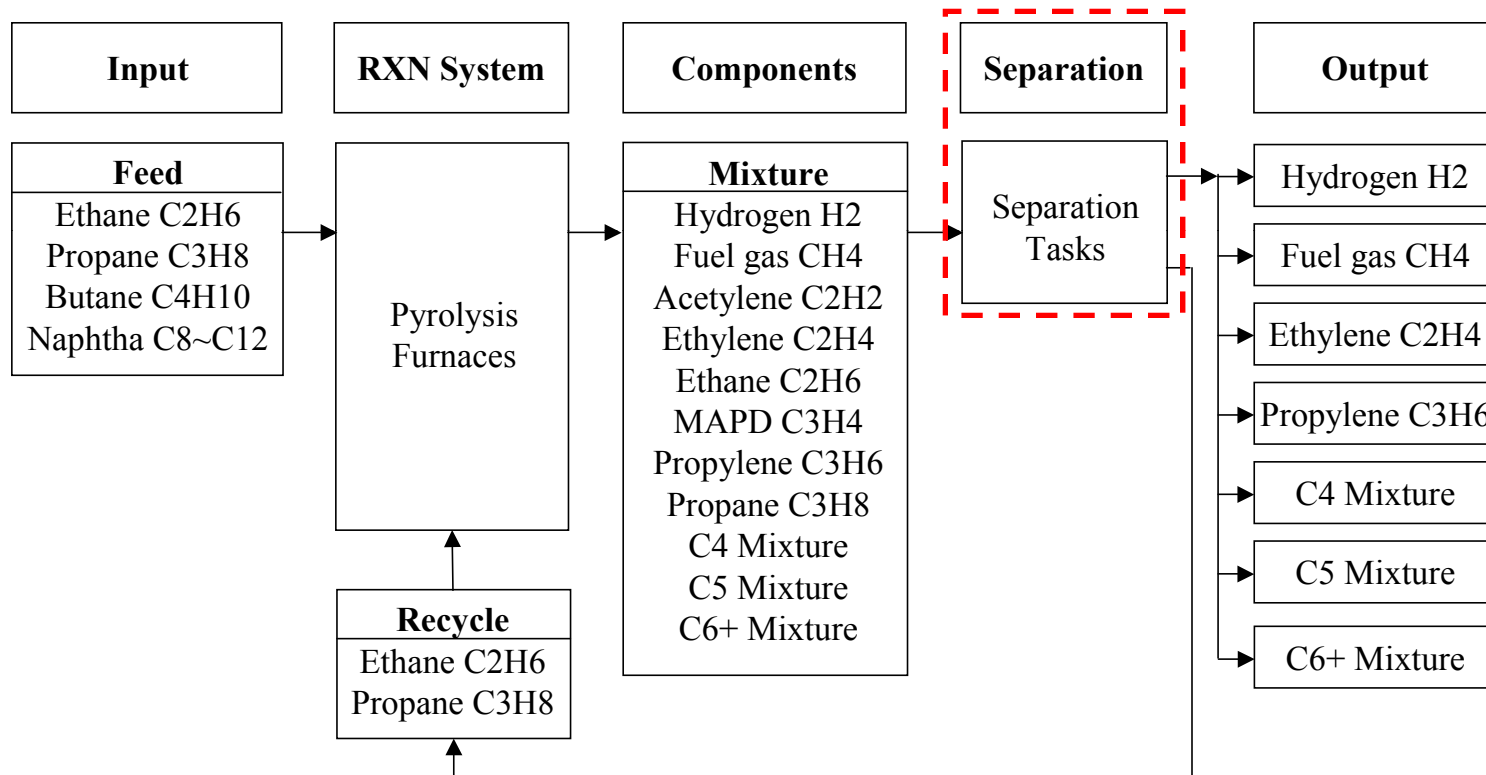 Input
RXN System
Components
Separation
Output
Feed
Ethane C2H6
Propane C3H8
Butane C4H10
Naphtha C8~C12
Pyrolysis
Furnaces
Recycle
Ethane C2H6
Propane C3H8
Mixture
Hydrogen H2
Fuel gas CH4
Acetylene C2H2
Ethylene C2H4
Ethane C2H6
MAPD C3H4
Propylene C3H6
Propane C3H8
C4 Mixture
C5 Mixture
C6+ Mixture
Separation
Tasks
Hydrogen H2
Fuel gas CH4
Ethylene C2H4
Propylene C3H6
C4 Mixture
C5 Mixture
C6+ Mixture